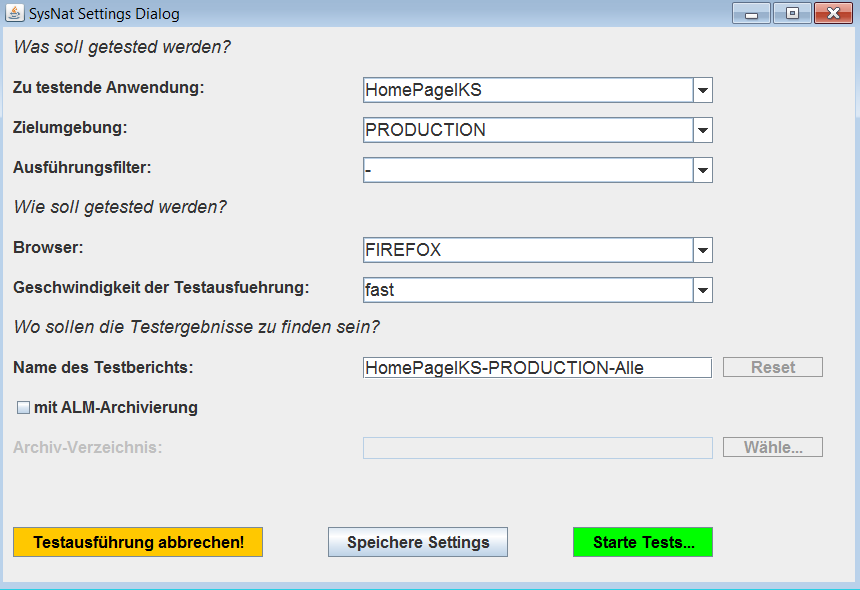 SysNat Settings Dialog
Was soll getested werden?
Zu testende Anwendung: HomePageIKS
Zielumgebung: PRODUCTION
Ausführungsfilter: -
Wie soll getested werden?
Browser: FIREFOX
Geschwindigkeit der Testausfuehrung: fast
Wo sollen die Testergebnisse zu finden sein?
Name des Testberichts: HomePageIKS-PRODUCTION-Alle Reset
mit ALM-Archivierung
Archiv-Verzeichnis: Wähle...
Testausführung abbrechen! Speichere Settings Starte Tests...